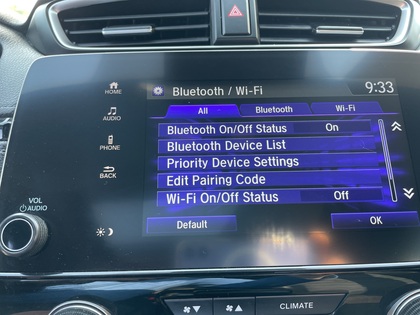 HOME
AUDIO
PHONE
BACK
VOL
AUDIO
Bluetooth / Wi-Fi
9:33
All
Bluetooth
Wi-Fi
Bluetooth On/Off Status On
Bluetooth Device List
Priority Device Settings
Edit Pairing Code
Wi-Fi On/Off Status Off
Default
OK
CLIMATE